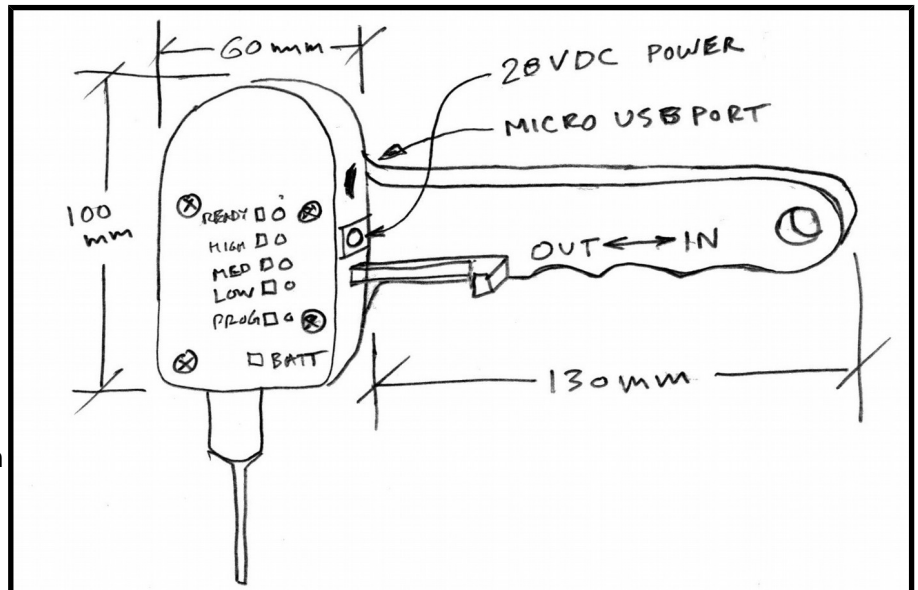 60mm
28VDC POWER
MICRO USB PORT
100
mm
READY
HIGH
MED
LOW
PROG
BATT
OUT ↔ IN
130mm